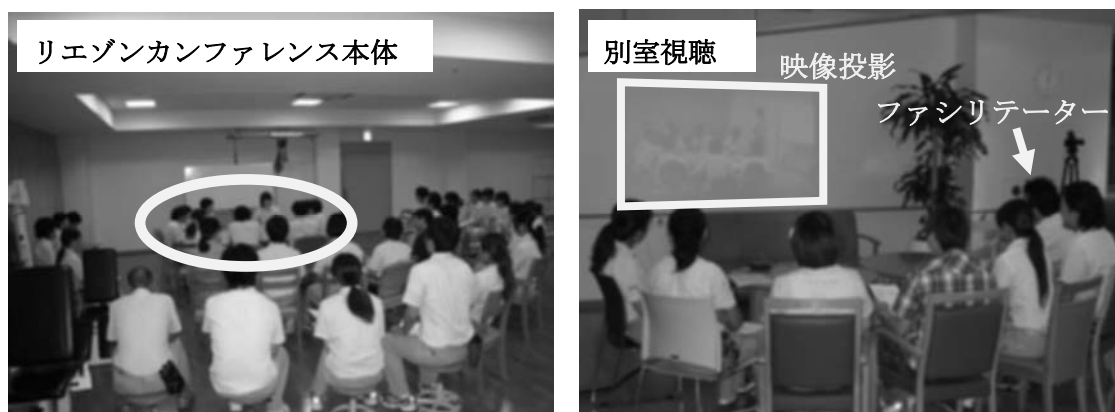 リエゾンカンファレンス本体
別室視聴
映像投影
ファシリテーター